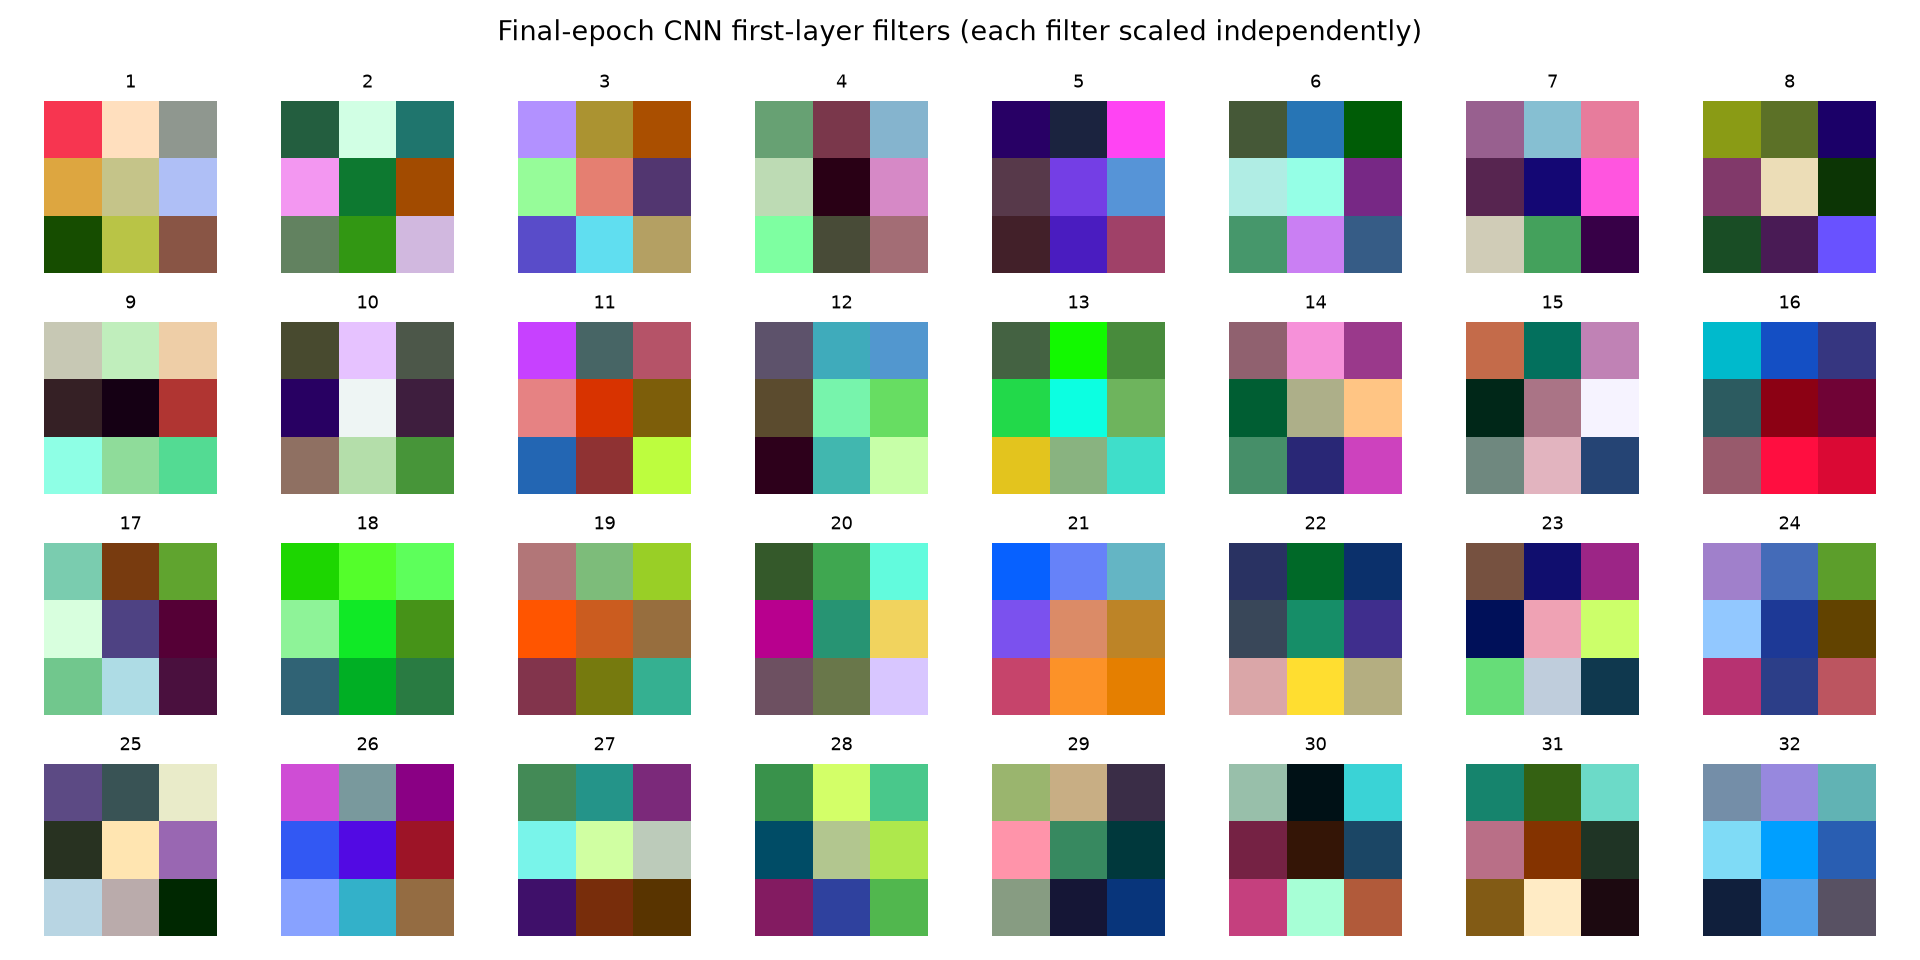 Final-epoch CNN first-layer filters (each filter scaled independently)
1 2 3 4 5 6 7 8
9 10 11 12 13 14 15 16
17 18 19 20 21 22 23 24
25 26 27 28 29 30 31 32